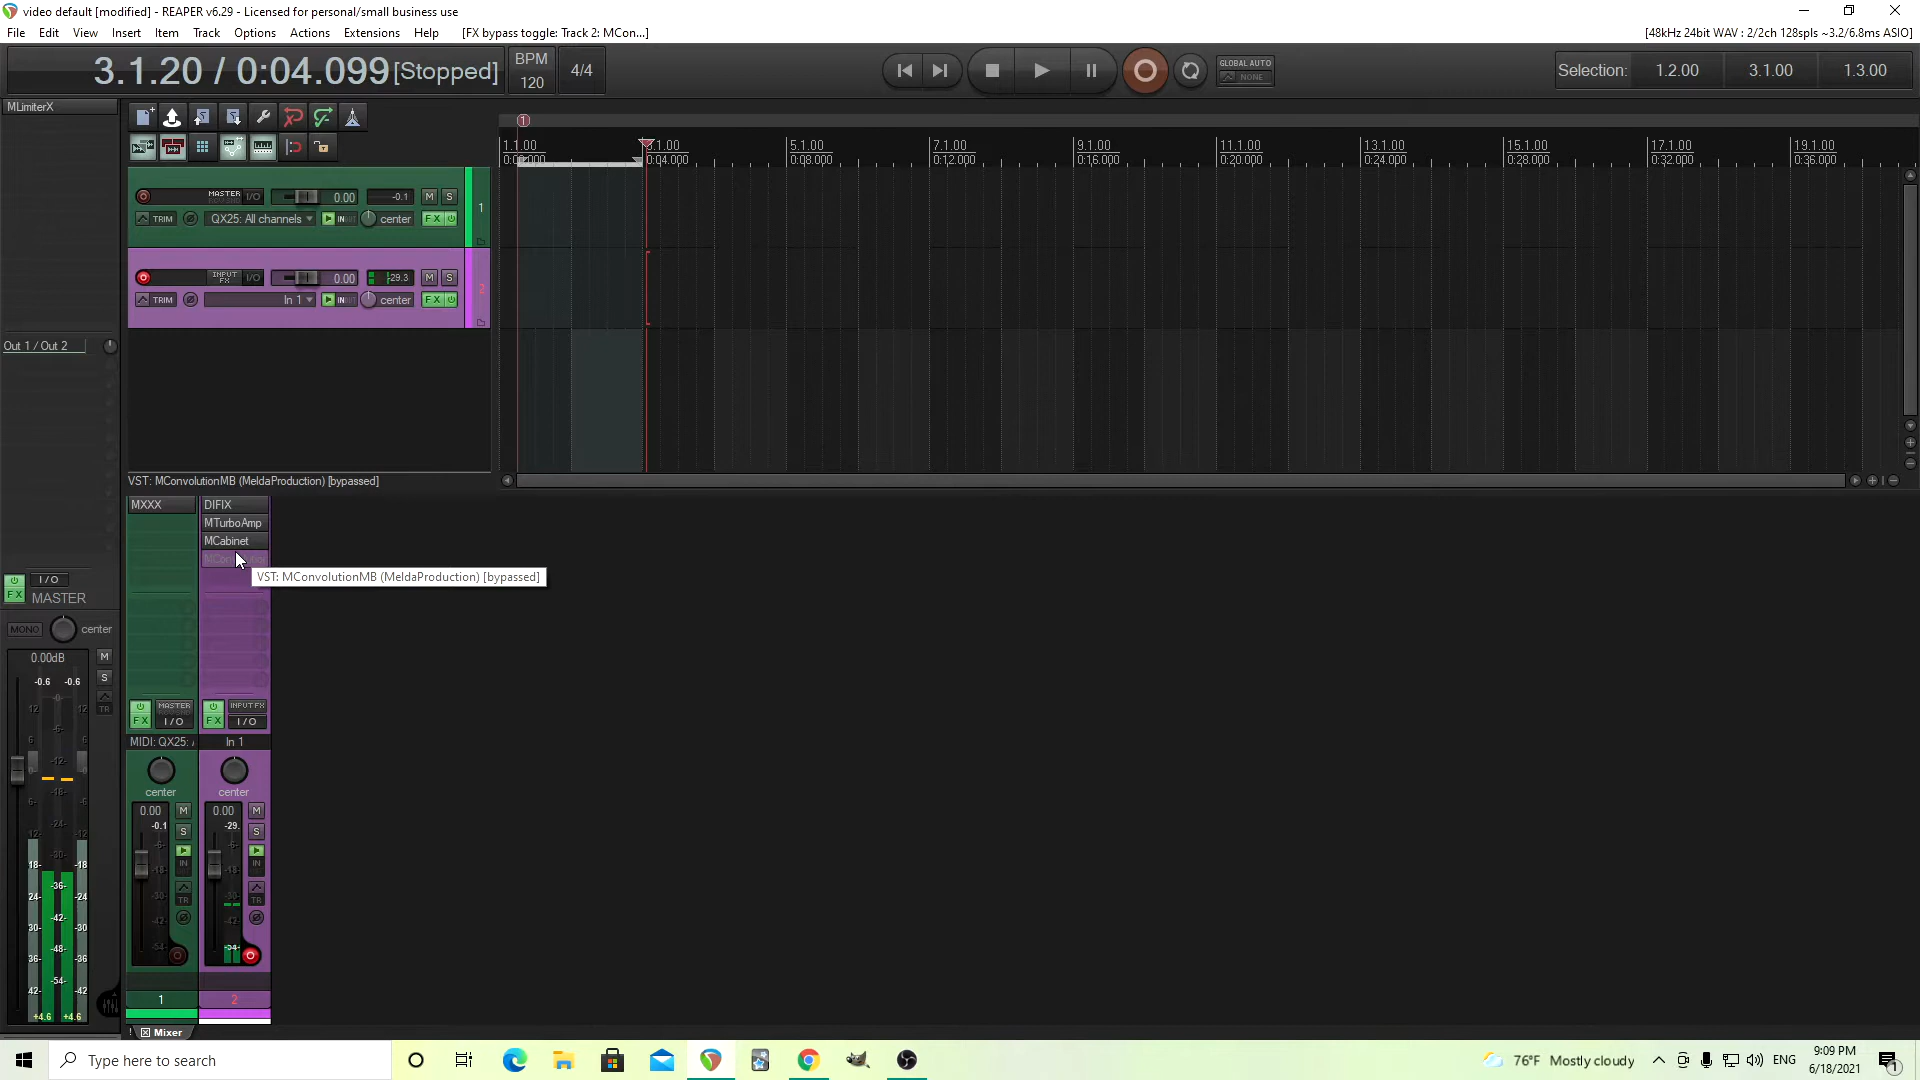 video default [modified] - REAPER v6.29 - Licensed for personal/small business use
File Edit View Insert Item Track Options Actions Extensions Help [FX bypass toggle: Track 2: MCon...]
[48kHz 24bit WAV : 2/2ch 128spls ~3.2/6.8ms ASIO]
3.1.20 / 0:04.099 [Stopped]
BPM
120
4/4
GLOBAL AUTO
NONE
Selection: 1.2.00 3.1.00 1.3.00
MLimiterX
1
1.1.00 3.1.00 5.1.00 7.1.00 9.1.00 11.1.00 13.1.00 15.1.00 17.1.00 19.1.00
0:00.000 0:04.000 0:08.000 0:12.000 0:16.000 0:20.000 0:24.000 0:28.000 0:32.000 0:36.000
MASTER I/O 0.00 -0.1 M S
1
TRIM QX25: All channels IN center FX
INPUT FX I/O 0.00 -29.3 M S
2
TRIM In 1 IN center FX
Out 1 / Out 2
VST: MConvolutionMB (MeldaProduction) [bypassed]
MXXX DIFIX
MTurboAmp
MCabinet
VST: MConvolutionMB (MeldaProduction) [bypassed]
FX I/O
MASTER
MONO center
0.00dB M
-0.6 -0.6 S
TR
FX MASTER I/O FX INPUT FX I/O
MIDI: QX25: In 1
center center
0.00 M 0.00 M
-0.1 S -29. S
IN IN
TR TR
+4.6 +4.6
1 2
Mixer
Type here to search
76°F Mostly cloudy
ENG
9:09 PM
6/18/2021
1